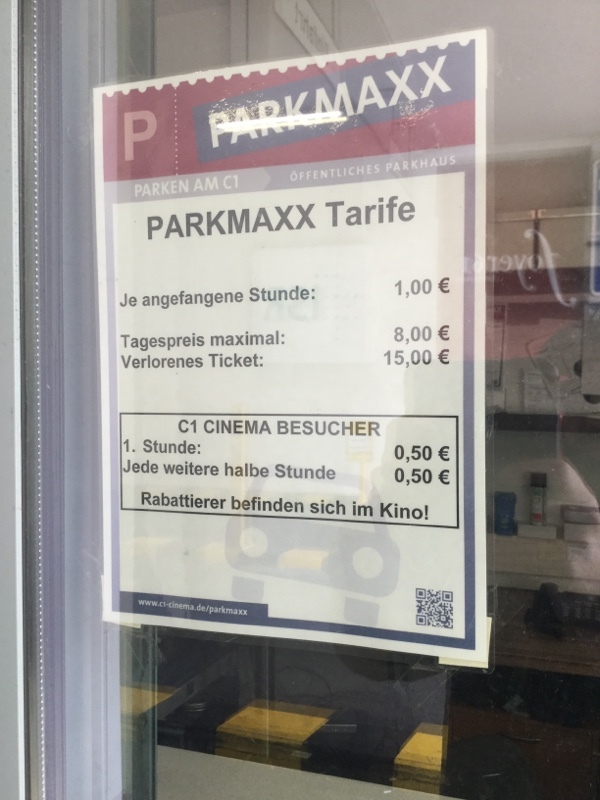 P PARKMAXX
PARKEN AM C1 ÖFFENTLICHES PARKHAUS
PARKMAXX Tarife
Je angefangene Stunde: 1,00 €
Tagespreis maximal: 8,00 €
Verlorenes Ticket: 15,00 €
C1 CINEMA BESUCHER
1. Stunde: 0,50 €
Jede weitere halbe Stunde 0,50 €
Rabattierer befinden sich im Kino!
www.c1-cinema.de/parkmaxx